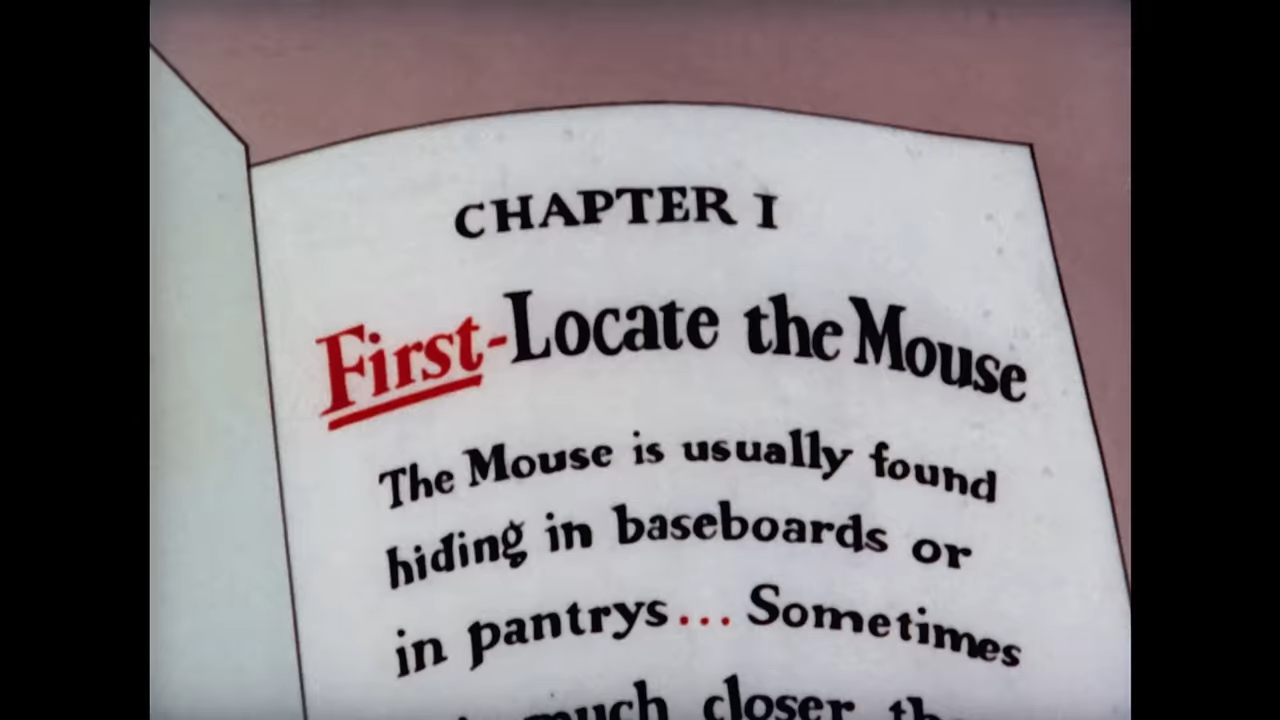 CHAPTER I
First-Locate the Mouse
The Mouse is usually found
hiding in baseboards or
in pantrys... Sometimes
much closer